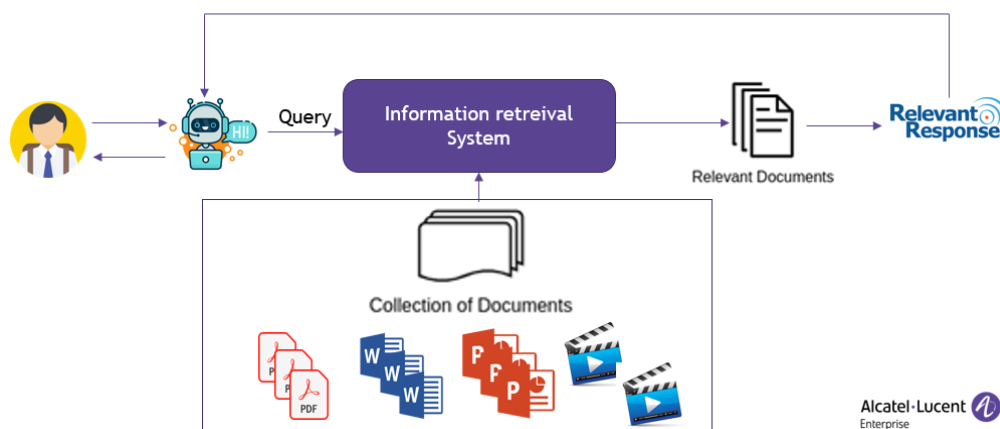 HI!!
Query
Information retreival
System
Relevant Documents
Relevant
Response
Collection of Documents
PDF
W
W
W
P
P
P
Alcatel·Lucent
Enterprise